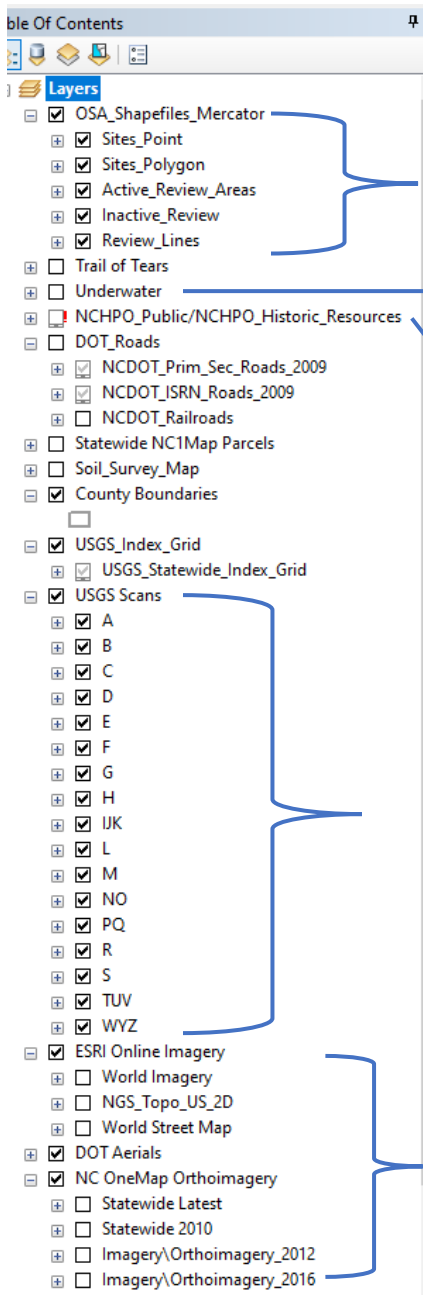 ble Of Contents
Layers
OSA_Shapefiles_Mercator
Sites_Point
Sites_Polygon
Active_Review_Areas
Inactive_Review
Review_Lines
Trail of Tears
Underwater
NCHPO_Public/NCHPO_Historic_Resources
DOT_Roads
NCDOT_Prim_Sec_Roads_2009
NCDOT_ISRN_Roads_2009
NCDOT_Railroads
Statewide NC1Map Parcels
Soil_Survey_Map
County Boundaries
USGS_Index_Grid
USGS_Statewide_Index_Grid
USGS Scans
A
B
C
D
E
F
G
H
IJK
L
M
NO
PQ
R
S
TUV
WYZ
ESRI Online Imagery
World Imagery
NGS_Topo_US_2D
World Street Map
DOT Aerials
NC OneMap Orthoimagery
Statewide Latest
Statewide 2010
Imagery\Orthoimagery_2012
Imagery\Orthoimagery_2016